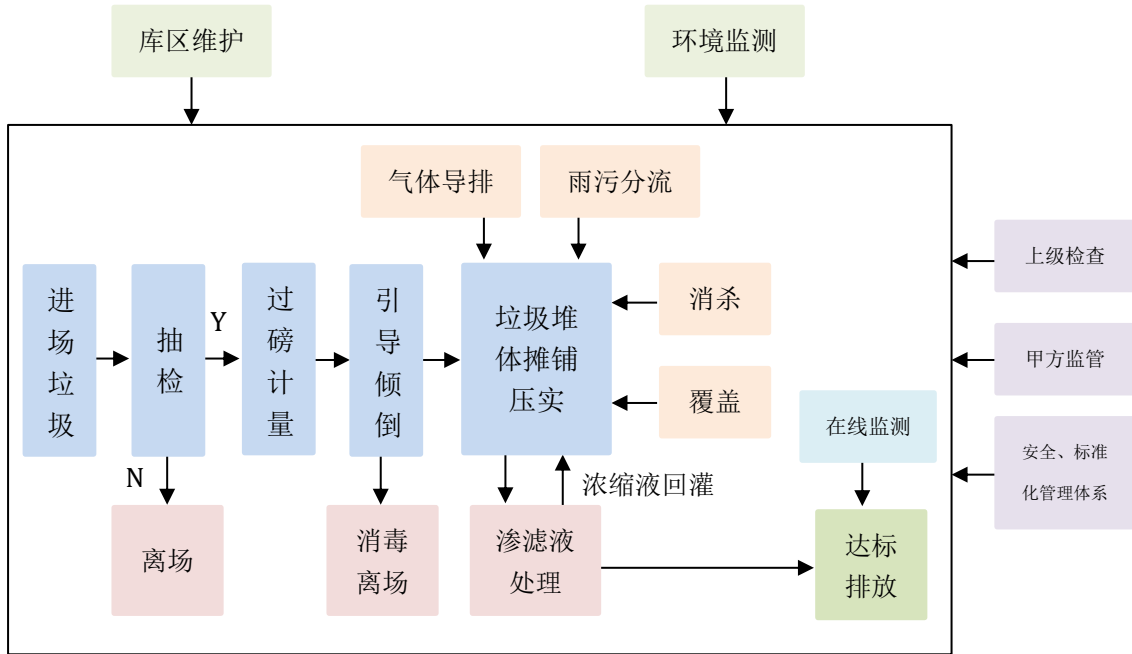 库区维护
环境监测
气体导排
雨污分流
上级检查
进
场
垃
圾
抽
检
Y
过
磅
计
量
引
导
倾
倒
垃圾堆
体摊铺
压实
消杀
甲方监管
覆盖
在线监测
安全、标准
化管理体系
N
浓缩液回灌
离场
消毒
离场
渗滤液
处理
达标
排放